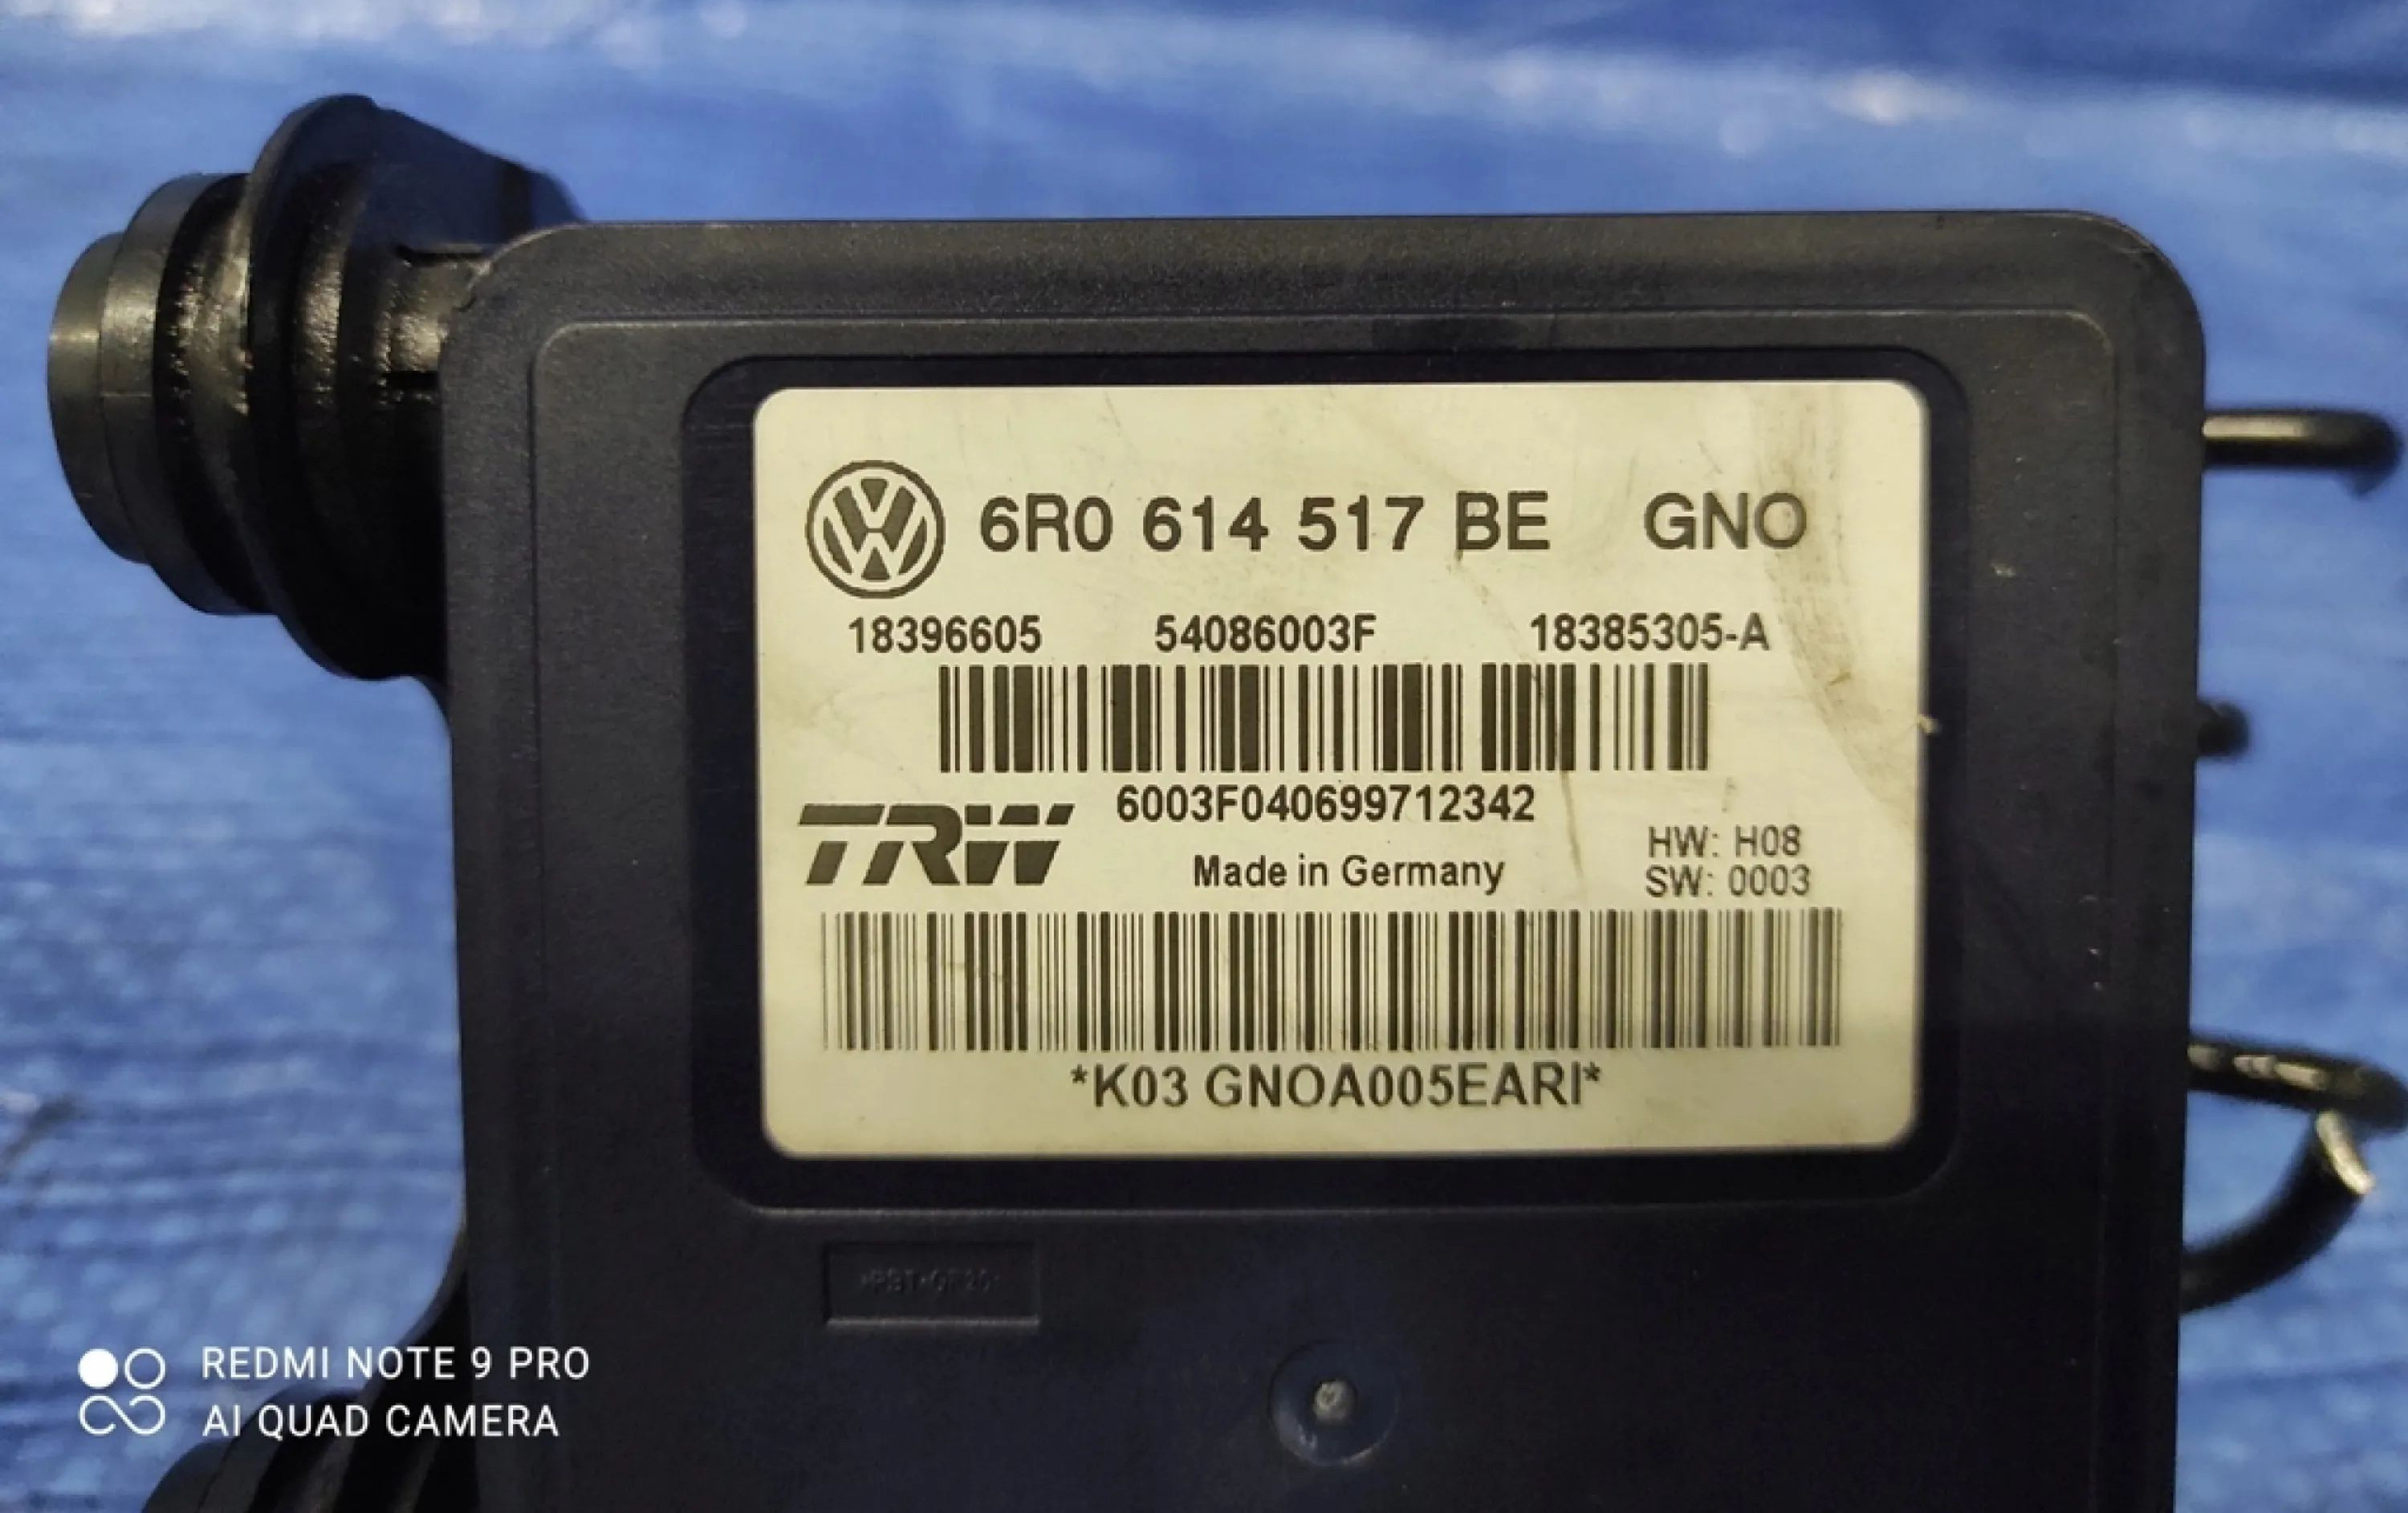 6R0 614 517 BE GNO
18396605 54086003F 18385305-A
6003F040699712342
TRW
Made in Germany
HW: H08
SW: 0003
*K03 GNOA005EARI*
REDMI NOTE 9 PRO
AI QUAD CAMERA